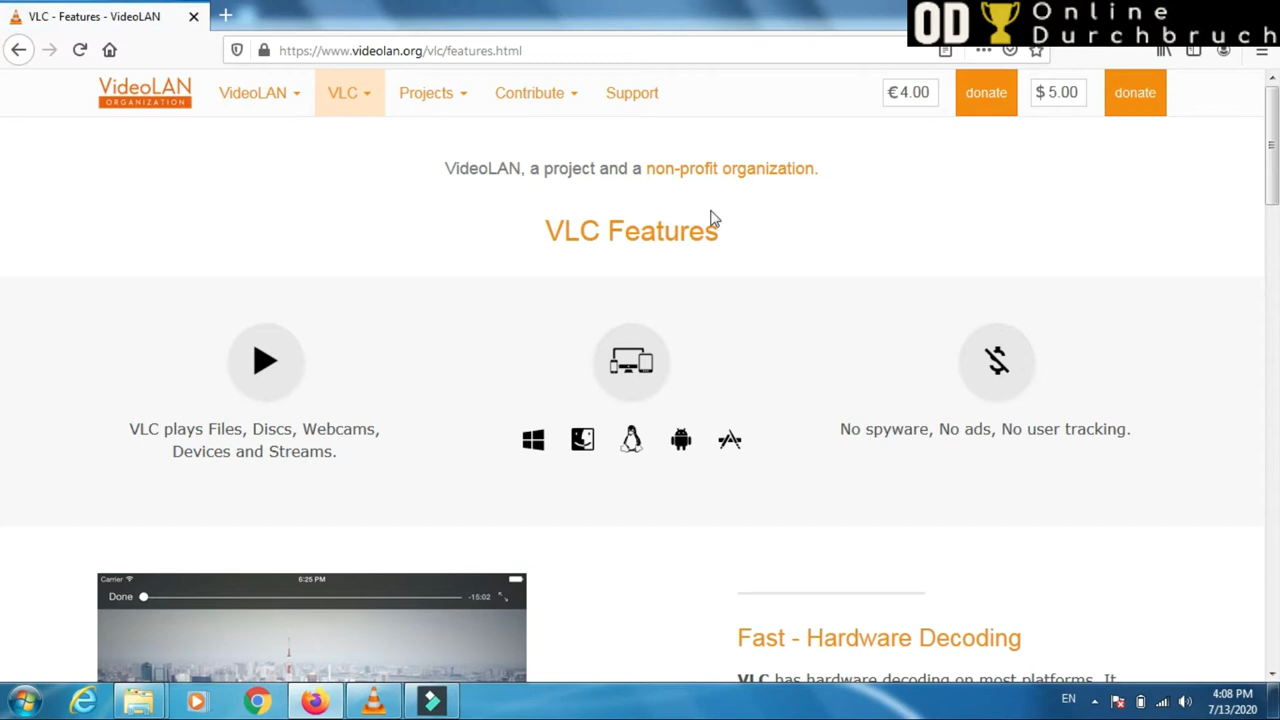 VLC - Features - VideoLAN
OD Online Durchbruch
https://www.videolan.org/vlc/features.html
VideoLAN
ORGANIZATION
VideoLAN VLC Projects Contribute Support € 4.00 donate $ 5.00 donate
VideoLAN, a project and a non-profit organization.
VLC Features
VLC plays Files, Discs, Webcams,
Devices and Streams.
No spyware, No ads, No user tracking.
Carrier 6:25 PM
Done -15:02
Fast - Hardware Decoding
VLC has hardware decoding on most platforms. It
EN 4:08 PM
7/13/2020